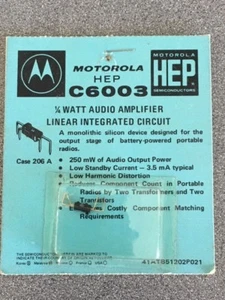 MOTOROLA
HEP
C6003
MOTOROLA
HEP
SEMICONDUCTORS
¼ WATT AUDIO AMPLIFIER
LINEAR INTEGRATED CIRCUIT
A monolithic silicon device designed for the
output stage of battery-powered portable
radios.
Case 206 A
• 250 mW of Audio Output Power
• Low Standby Current – 3.5 mA typical
• Low Harmonic Distortion
• Reduces Component Count in Portable
Radios by Two Transformers and Two
Transistors
Costly Component Matching
Requirements
THE SEMICONDUCTOR